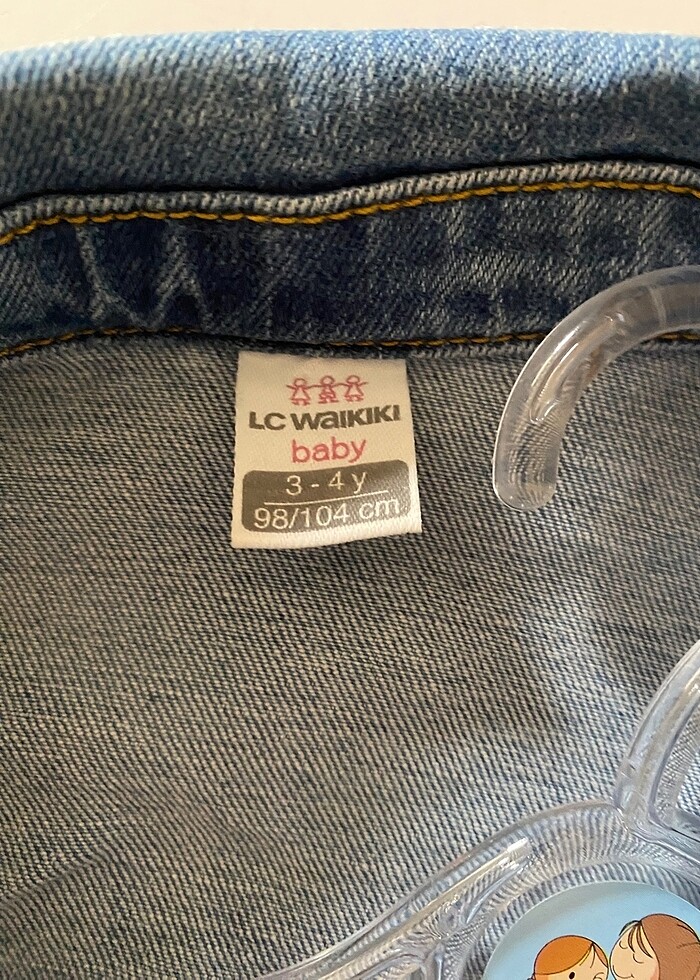 LC WAIKIKI
baby
3 - 4 y
98/104 cm